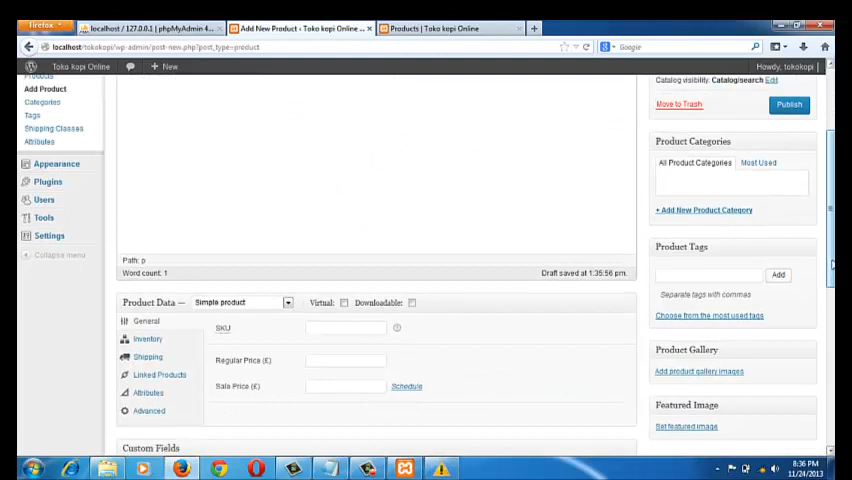 Firefox
localhost / 127.0.0.1 | phpMyAdmin 4...
Add New Product ‹ Toko kopi Online ...
Products | Toko kopi Online
localhost/tokokopi/wp-admin/post-new.php?post_type=product
Google
Toko kopi Online
New
Howdy, tokokopi
Products
Add Product
Categories
Tags
Shipping Classes
Attributes
Appearance
Plugins
Users
Tools
Settings
Collapse menu
Path: p
Word count: 1
Draft saved at 1:35:56 pm.
Product Data —
Simple product
Virtual:
Downloadable:
General
Inventory
Shipping
Linked Products
Attributes
Advanced
SKU
Regular Price (£)
Sale Price (£)
Schedule
Custom Fields
Catalog visibility: Catalog/search Edit
Move to Trash
Publish
Product Categories
All Product Categories
Most Used
+ Add New Product Category
Product Tags
Add
Separate tags with commas
Choose from the most used tags
Product Gallery
Add product gallery images
Featured Image
Set featured image
8:36 PM
11/24/2013